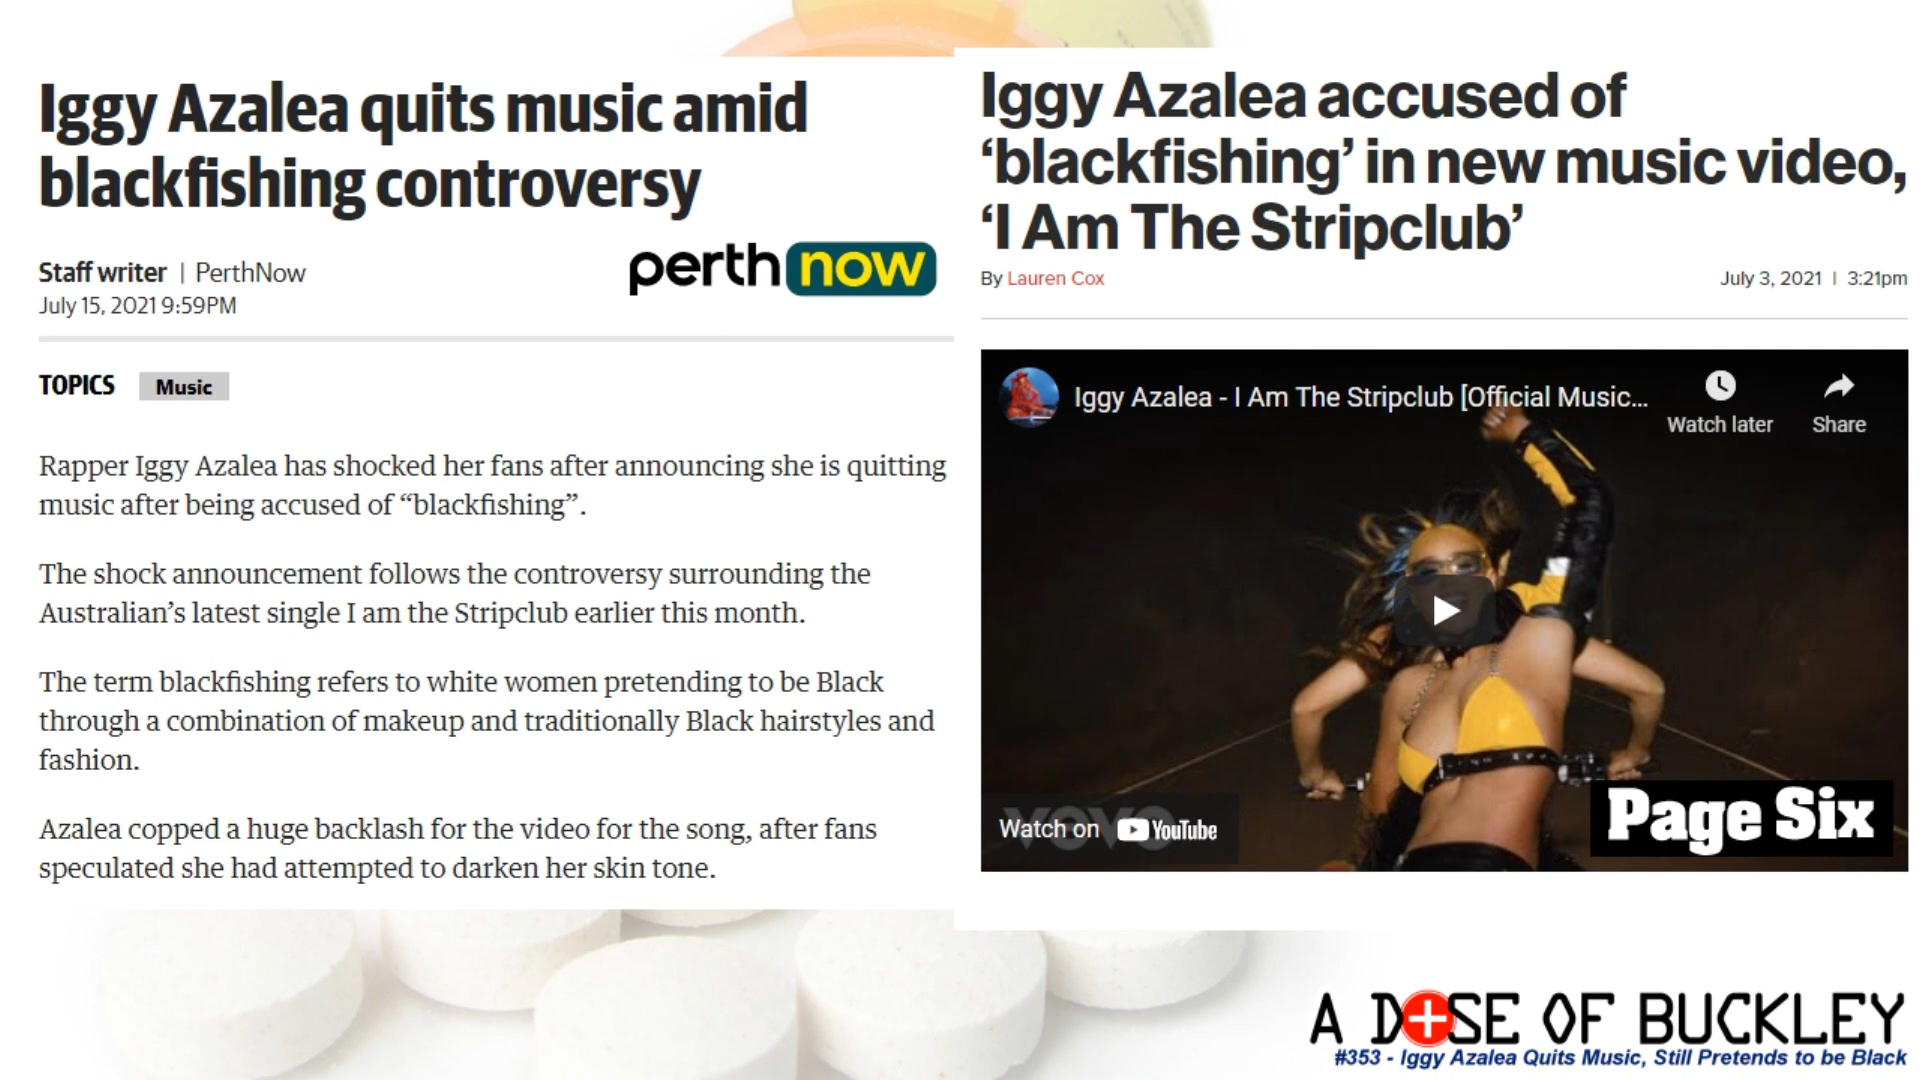 Iggy Azalea quits music amid
blackfishing controversy
Staff writer | PerthNow
July 15, 2021 9:59PM
perth now
TOPICS Music
Rapper Iggy Azalea has shocked her fans after announcing she is quitting
music after being accused of “blackfishing”.
The shock announcement follows the controversy surrounding the
Australian’s latest single I am the Stripclub earlier this month.
The term blackfishing refers to white women pretending to be Black
through a combination of makeup and traditionally Black hairstyles and
fashion.
Azalea copped a huge backlash for the video for the song, after fans
speculated she had attempted to darken her skin tone.
Iggy Azalea accused of
‘blackfishing’ in new music video,
‘I Am The Stripclub’
By Lauren Cox
July 3, 2021 | 3:21pm
Iggy Azalea - I Am The Stripclub [Official Music...
Watch later
Share
vevo
Watch on YouTube
Page Six
A DOSE OF BUCKLEY
#353 - Iggy Azalea Quits Music, Still Pretends to be Black